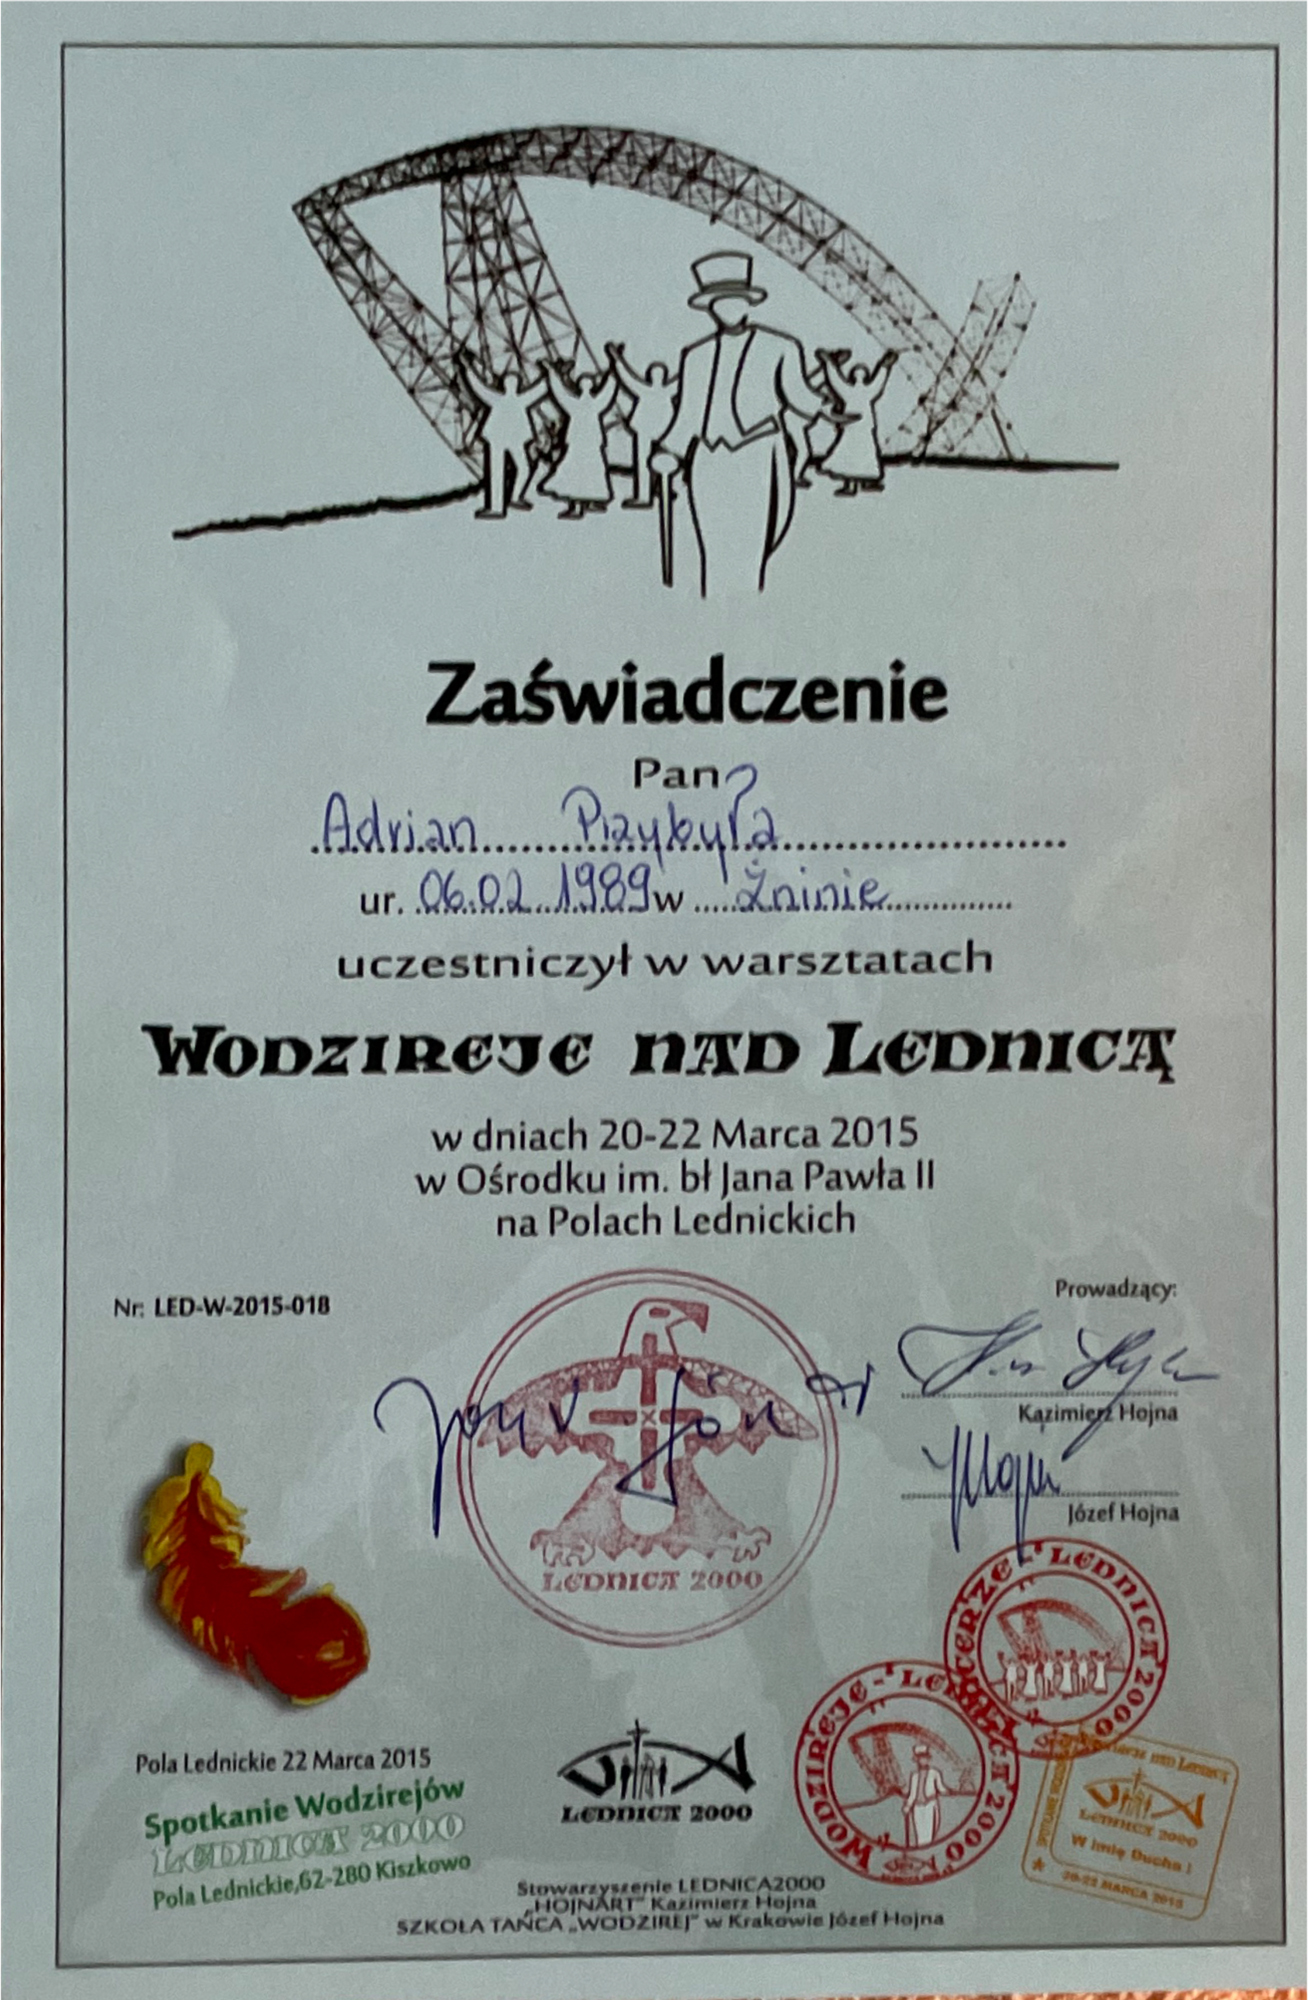 Zaświadczenie
Pan
Adrian Przybyła
ur. 06.02.1989 w Żninie
uczestniczył w warsztatach
Wodzireje nad Lednicą
w dniach 20-22 Marca 2015
w Ośrodku im. bł Jana Pawła II
na Polach Lednickich
Nr: LED-W-2015-018
Prowadzący:
Kazimierz Hojna
Józef Hojna
LEDNICA 2000
TANCERZE - LEDNICA 2000
WODZIREJE - LEDNICA 2000
Pola Lednickie 22 Marca 2015
Spotkanie Wodzirejów
LEDNICA 2000
Pola Lednickie,62-280 Kiszkowo
LEDNICA 2000
LEDNICA 2000
W Imię Ducha !
20-22 MARCA 2015
Stowarzyszenie LEDNICA2000
„HOJNART" Kazimierz Hojna
SZKOŁA TAŃCA „WODZIREJ" w Krakowie Józef Hojna